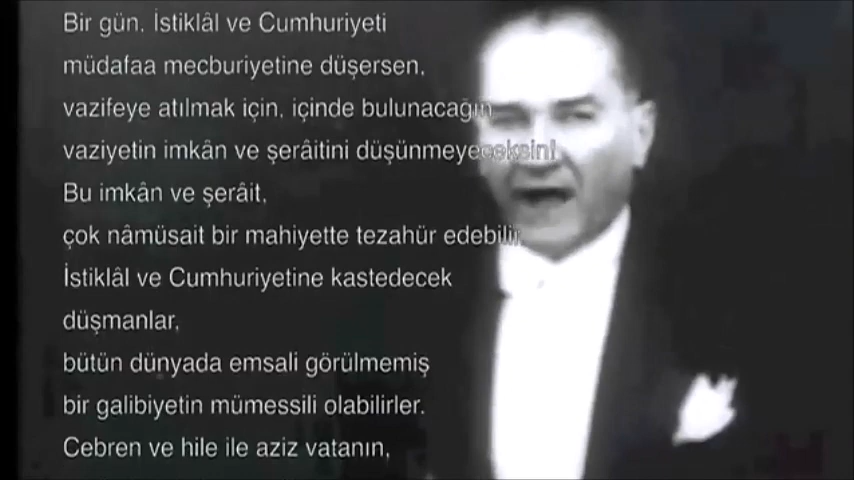 Bir gün, İstiklâl ve Cumhuriyeti
müdafaa mecburiyetine düşersen,
vazifeye atılmak için, içinde bulunacağın
vaziyetin imkân ve şerâitini düşünmeyeceksin!
Bu imkân ve şerâit,
çok nâmüsait bir mahiyette tezahür edebilir.
İstiklâl ve Cumhuriyetine kastedecek
düşmanlar,
bütün dünyada emsali görülmemiş
bir galibiyetin mümessili olabilirler.
Cebren ve hile ile aziz vatanın,